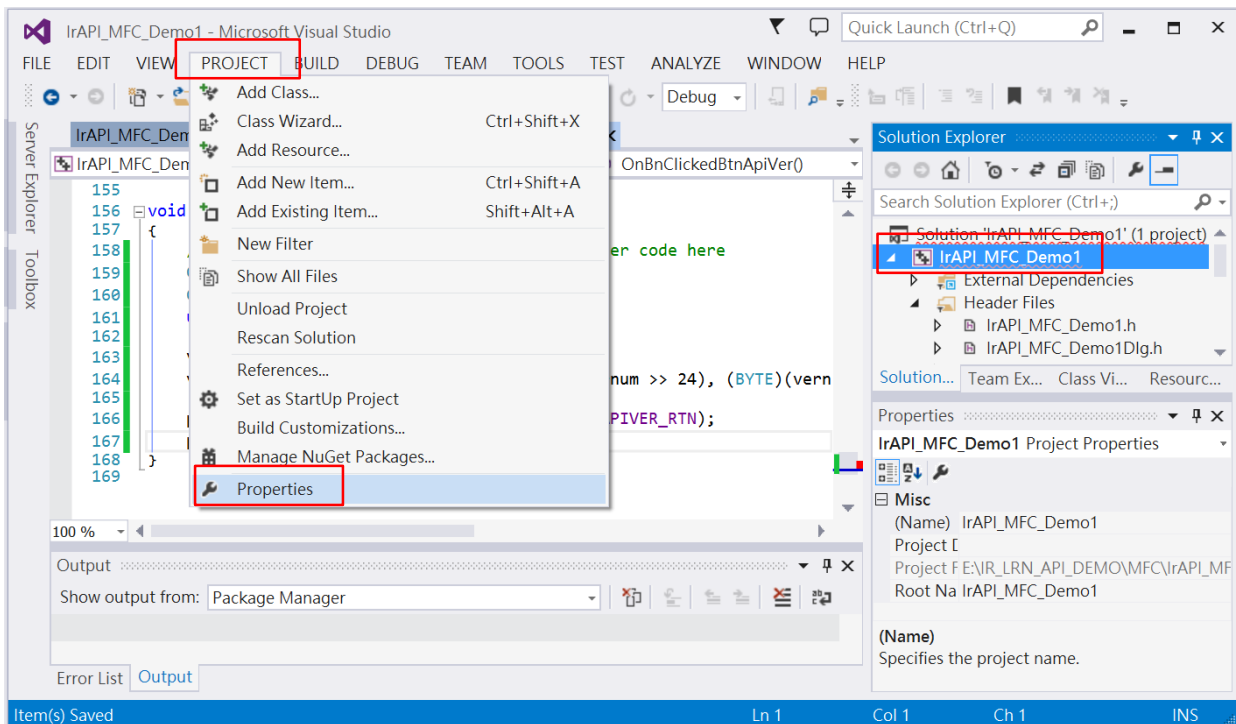 IrAPI_MFC_Demo1 - Microsoft Visual Studio
Quick Launch (Ctrl+Q)
FILE EDIT VIEW PROJECT BUILD DEBUG TEAM TOOLS TEST ANALYZE WINDOW HELP
Debug
Server Explorer
Toolbox
IrAPI_MFC_Den
IrAPI_MFC_Den
OnBnClickedBtnApiVer()
Add Class...
Class Wizard... Ctrl+Shift+X
Add Resource...
Add New Item... Ctrl+Shift+A
Add Existing Item... Shift+Alt+A
New Filter
Show All Files
Unload Project
Rescan Solution
References...
Set as StartUp Project
Build Customizations...
Manage NuGet Packages...
Properties
155
156 void
157 {
158 er code here
159
160
161
162
163
164 num >> 24), (BYTE)(vern
165
166 PIVER_RTN);
167
168 }
169
100 %
Output
Show output from: Package Manager
Error List Output
Solution Explorer
Search Solution Explorer (Ctrl+;)
Solution 'IrAPI_MFC_Demo1' (1 project)
IrAPI_MFC_Demo1
External Dependencies
Header Files
IrAPI_MFC_Demo1.h
IrAPI_MFC_Demo1Dlg.h
Solution... Team Ex... Class Vi... Resourc...
Properties
IrAPI_MFC_Demo1 Project Properties
Misc
(Name) IrAPI_MFC_Demo1
Project D
Project F E:\IR_LRN_API_DEMO\MFC\IrAPI_MF
Root Na IrAPI_MFC_Demo1
(Name)
Specifies the project name.
Item(s) Saved Ln 1 Col 1 Ch 1 INS